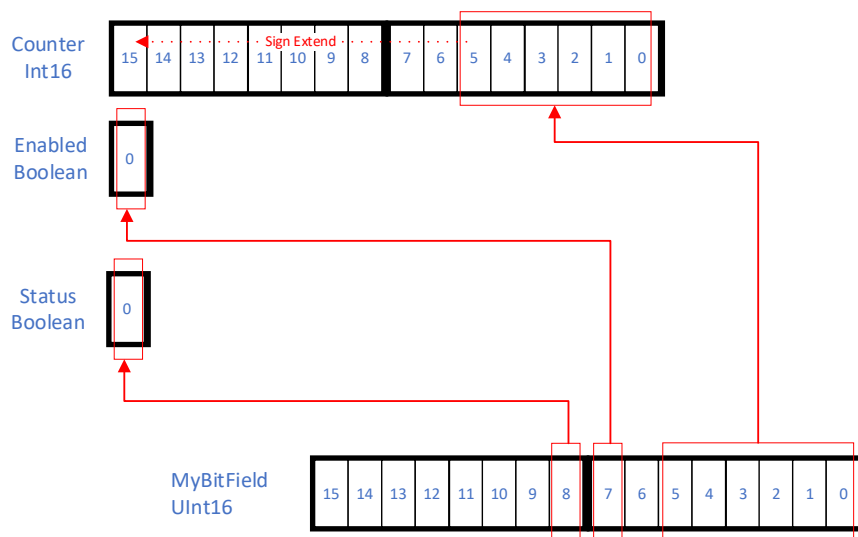 Counter
Int16
15 14 13 12 11 10 9 8 7 6 5 4 3 2 1 0
Sign Extend
Enabled
Boolean
0
Status
Boolean
0
MyBitField
UInt16
15 14 13 12 11 10 9 8 7 6 5 4 3 2 1 0